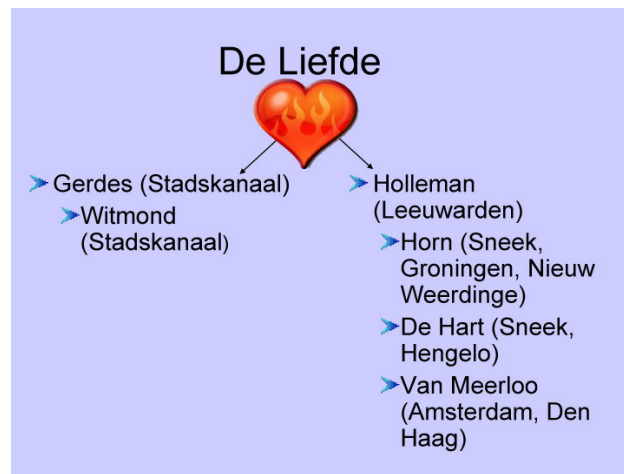 De Liefde
Gerdes (Stadskanaal)
Witmond
(Stadskanaal)
Holleman
(Leeuwarden)
Horn (Sneek,
Groningen, Nieuw
Weerdinge)
De Hart (Sneek,
Hengelo)
Van Meerloo
(Amsterdam, Den
Haag)